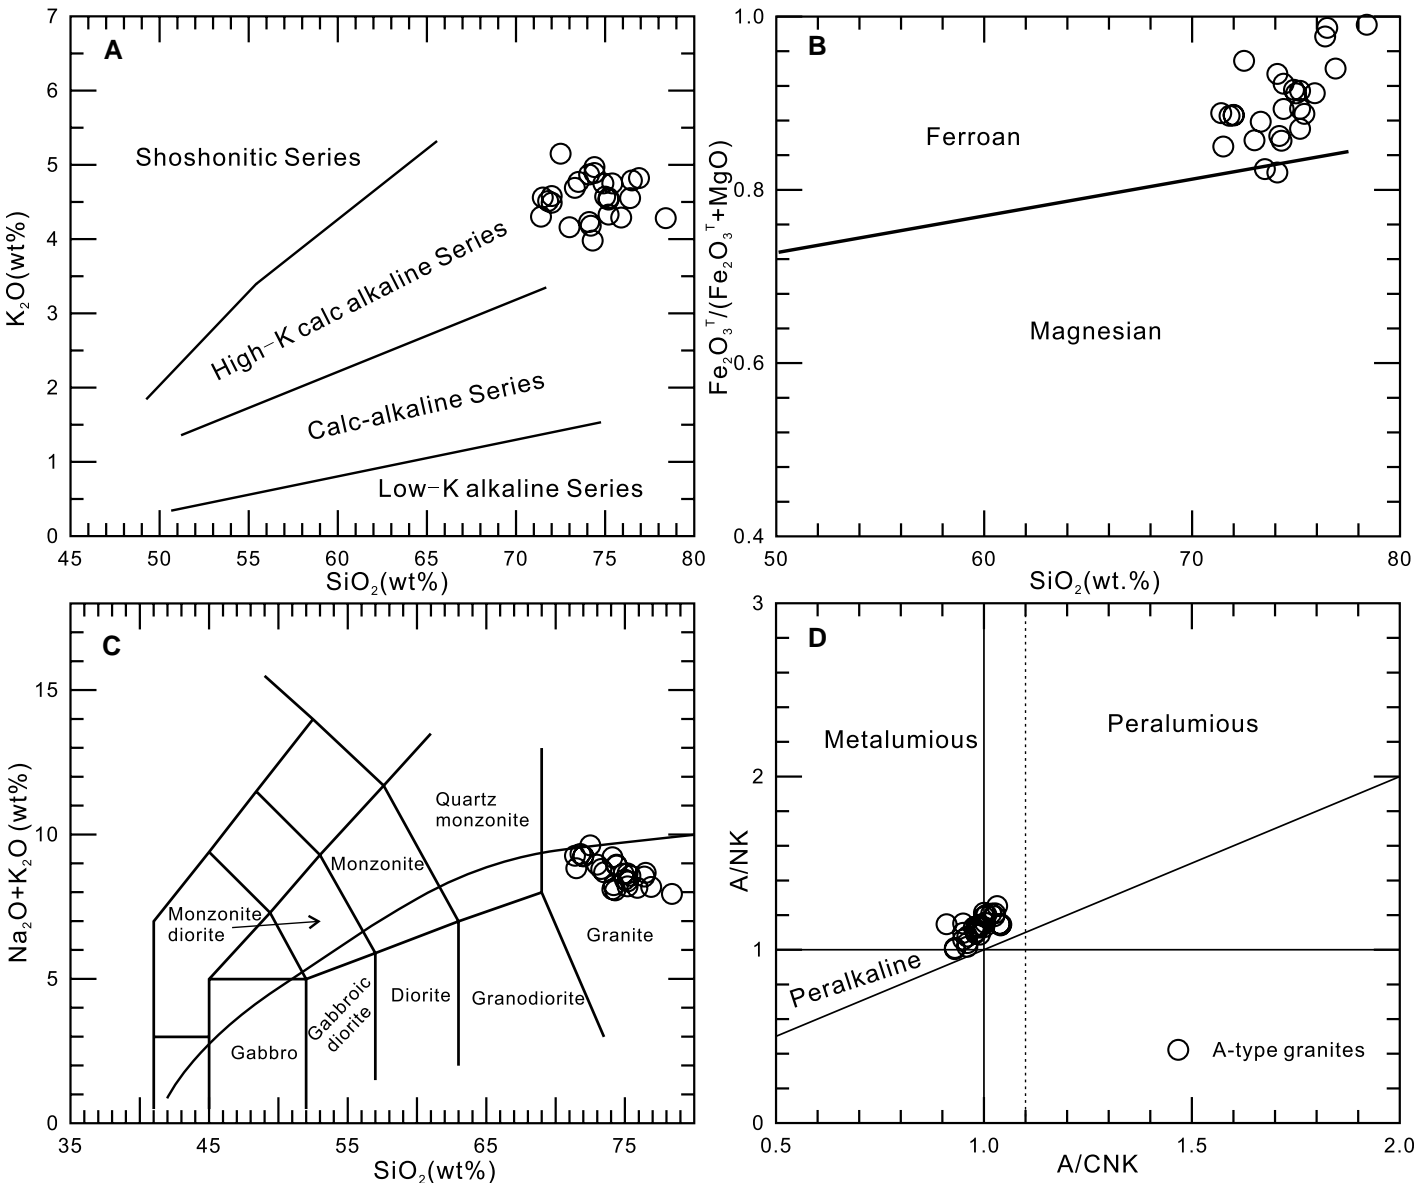 A
Shoshonitic Series
High–K calc alkaline Series
Calc-alkaline Series
Low–K alkaline Series
7
6
5
4
3
2
1
0
K₂O(wt%)
45 50 55 60 65 70 75 80
SiO₂(wt%)
B
Ferroan
Magnesian
1.0
0.8
0.6
0.4
Fe₂O₃ᵀ/(Fe₂O₃ᵀ+MgO)
50 60 70 80
SiO₂(wt.%)
C
Quartz
monzonite
Monzonite
Monzonite
diorite
Granite
Gabbro
Gabbroic
diorite
Diorite
Granodiorite
15
10
5
0
Na₂O+K₂O (wt%)
35 45 55 65 75
SiO₂(wt%)
D
Metalumious
Peralumious
Peralkaline
A-type granites
3
2
1
0
A/NK
0.5 1.0 1.5 2.0
A/CNK